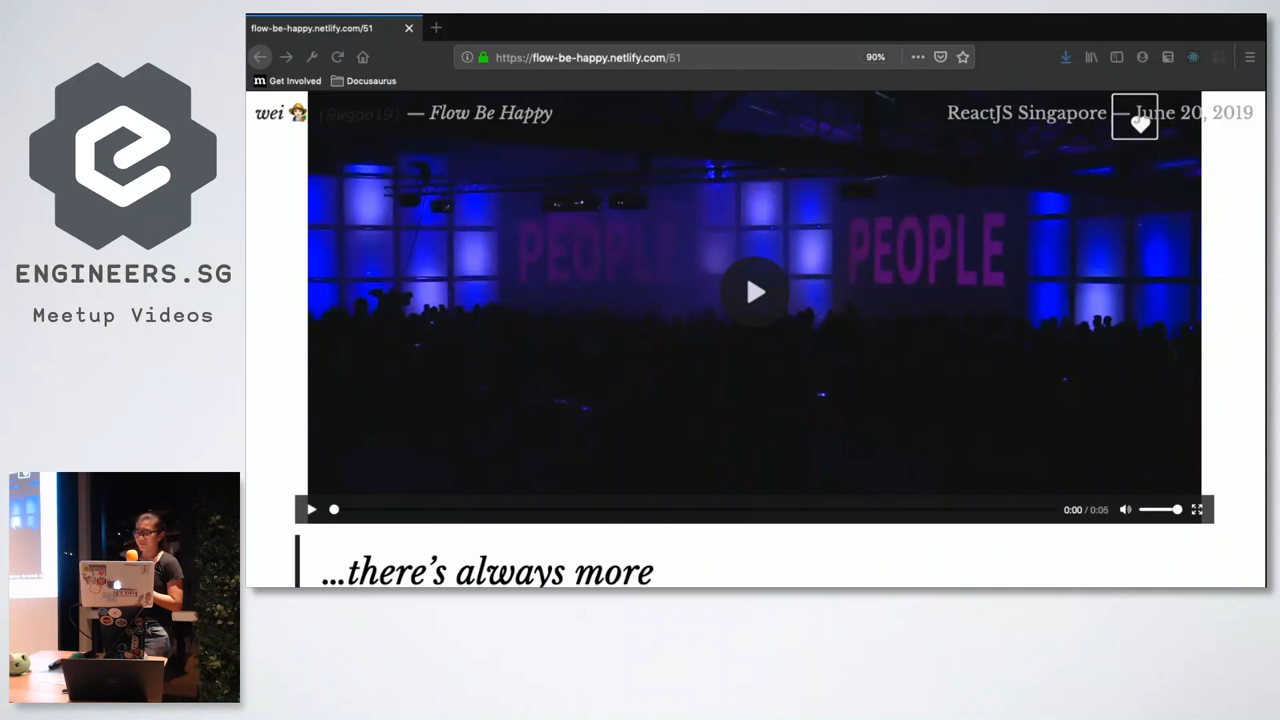 flow-be-happy.netlify.com/51
https://flow-be-happy.netlify.com/51
90%
m Get Involved
Docusaurus
wei (@wgao19) — Flow Be Happy
ReactJS Singapore — June 20, 2019
PEOPLE
PEOPLE
0:00 / 0:05
...there's always more
ENGINEERS.SG
Meetup Videos